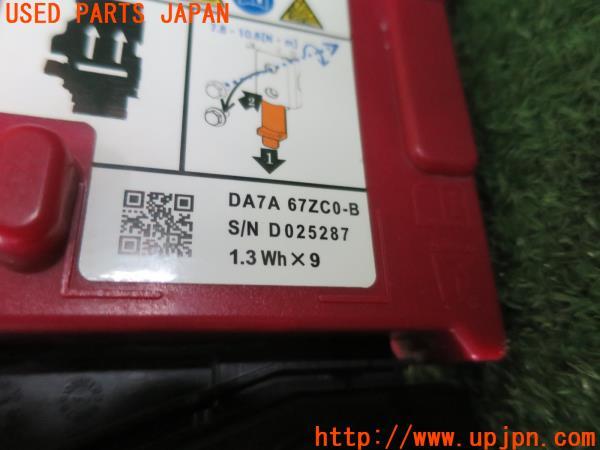 USED PARTS JAPAN
7.8 - 10.8[N・m]
2
1
DA7A 67ZC0-B
S/N D025287
1.3 Wh×9
http://www.upjpn.com